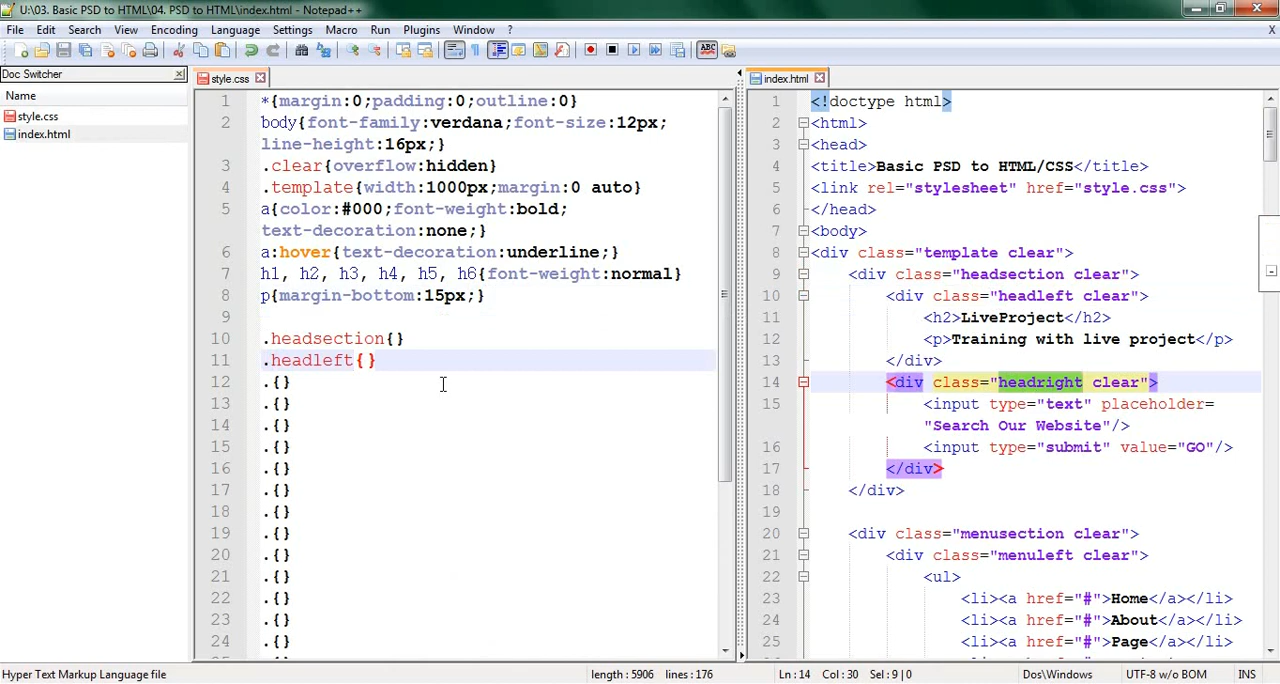 U:\03. Basic PSD to HTML\04. PSD to HTML\index.html - Notepad++
File Edit Search View Encoding Language Settings Macro Run Plugins Window ? X
ABC
Doc Switcher
Name
style.css
index.html
style.css
1 *{margin:0;padding:0;outline:0}
2 body{font-family:verdana;font-size:12px;
line-height:16px;}
3 .clear{overflow:hidden}
4 .template{width:1000px;margin:0 auto}
5 a{color:#000;font-weight:bold;
text-decoration:none;}
6 a:hover{text-decoration:underline;}
7 h1, h2, h3, h4, h5, h6{font-weight:normal}
8 p{margin-bottom:15px;}
9
10 .headsection{}
11 .headleft{}
12 .{}
13 .{}
14 .{}
15 .{}
16 .{}
17 .{}
18 .{}
19 .{}
20 .{}
21 .{}
22 .{}
23 .{}
24 .{}
index.html
1 <!doctype html>
2 <html>
3 <head>
4 <title>Basic PSD to HTML/CSS</title>
5 <link rel="stylesheet" href="style.css">
6 </head>
7 <body>
8 <div class="template clear">
9 <div class="headsection clear">
10 <div class="headleft clear">
11 <h2>LiveProject</h2>
12 <p>Training with live project</p>
13 </div>
14 <div class="headright clear">
15 <input type="text" placeholder=
"Search Our Website"/>
16 <input type="submit" value="GO"/>
17 </div>
18 </div>
19
20 <div class="menusection clear">
21 <div class="menuleft clear">
22 <ul>
23 <li><a href="#">Home</a></li>
24 <li><a href="#">About</a></li>
25 <li><a href="#">Page</a></li>
Hyper Text Markup Language file length : 5906 lines : 176 Ln : 14 Col : 30 Sel : 9 | 0 Dos\Windows UTF-8 w/o BOM INS